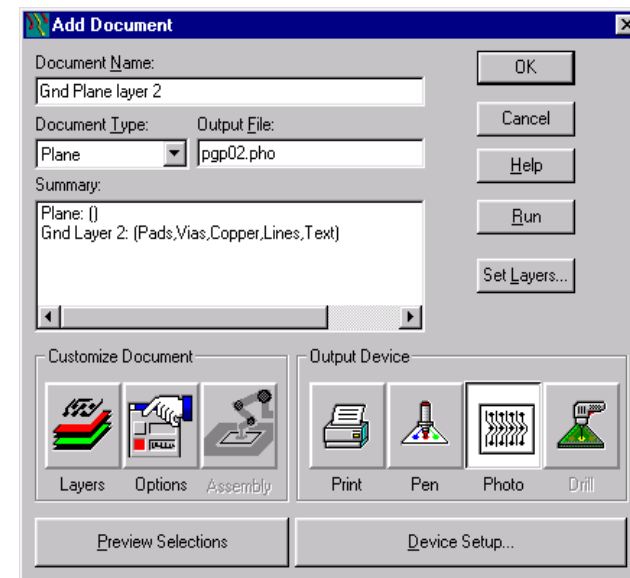 Add Document
Document Name:
Gnd Plane layer 2
Document Type:
Plane
Output File:
pgp02.pho
Summary:
Plane: ()
Gnd Layer 2: (Pads,Vias,Copper,Lines,Text)
OK
Cancel
Help
Run
Set Layers...
Customize Document
Layers
Options
Assembly
Output Device
Print
Pen
Photo
Drill
Preview Selections
Device Setup...